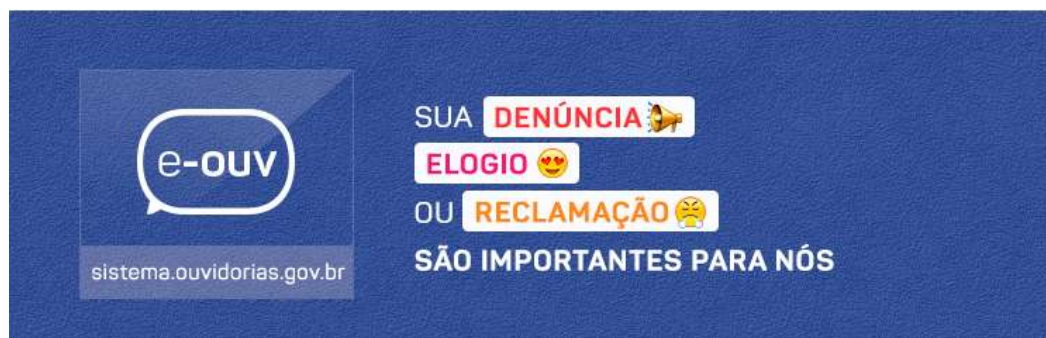 e-ouv
sistema.ouvidorias.gov.br
SUA DENÚNCIA
ELOGIO
OU RECLAMAÇÃO
SÃO IMPORTANTES PARA NÓS